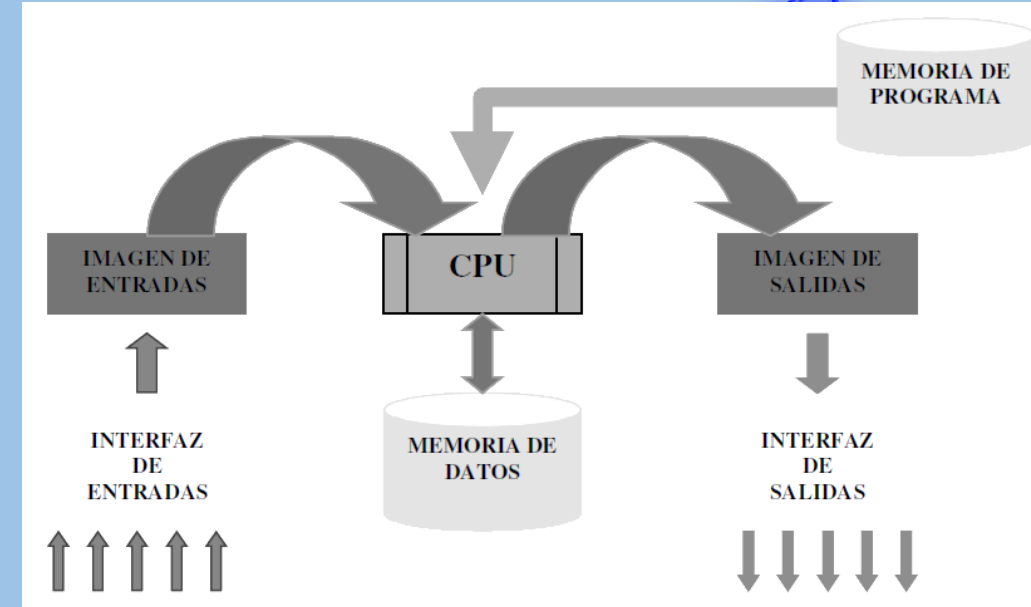 MEMORIA DE
PROGRAMA
IMAGEN DE
ENTRADAS
CPU
IMAGEN DE
SALIDAS
INTERFAZ
DE
ENTRADAS
MEMORIA DE
DATOS
INTERFAZ
DE
SALIDAS